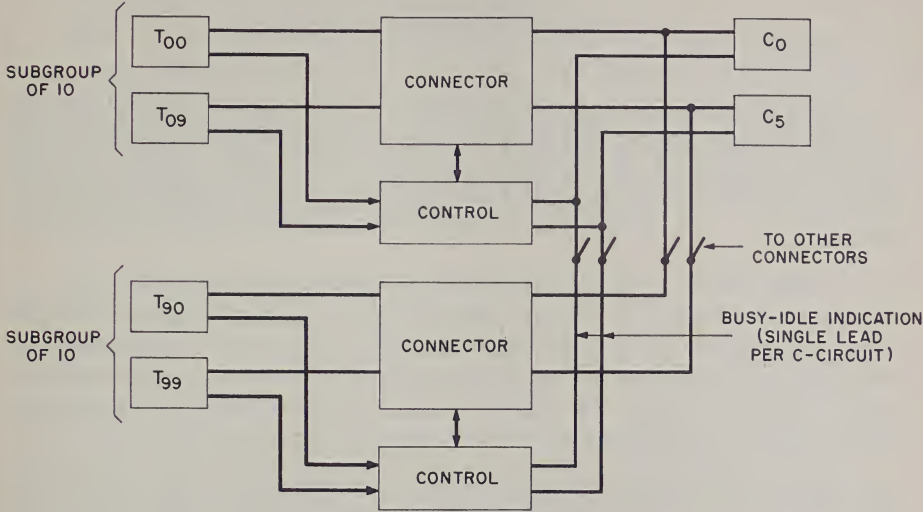 SUBGROUP
OF 10
T00
T09
CONNECTOR
CONTROL
C0
C5
TO OTHER
CONNECTORS
SUBGROUP
OF 10
T90
T99
CONNECTOR
CONTROL
BUSY-IDLE INDICATION
(SINGLE LEAD
PER C-CIRCUIT)